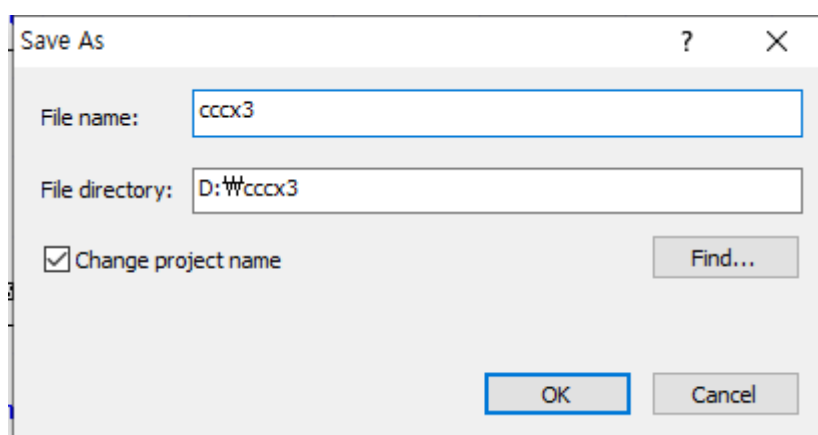 Save As
?
File name:
cccx3
File directory:
D:₩cccx3
Change project name
Find...
OK
Cancel